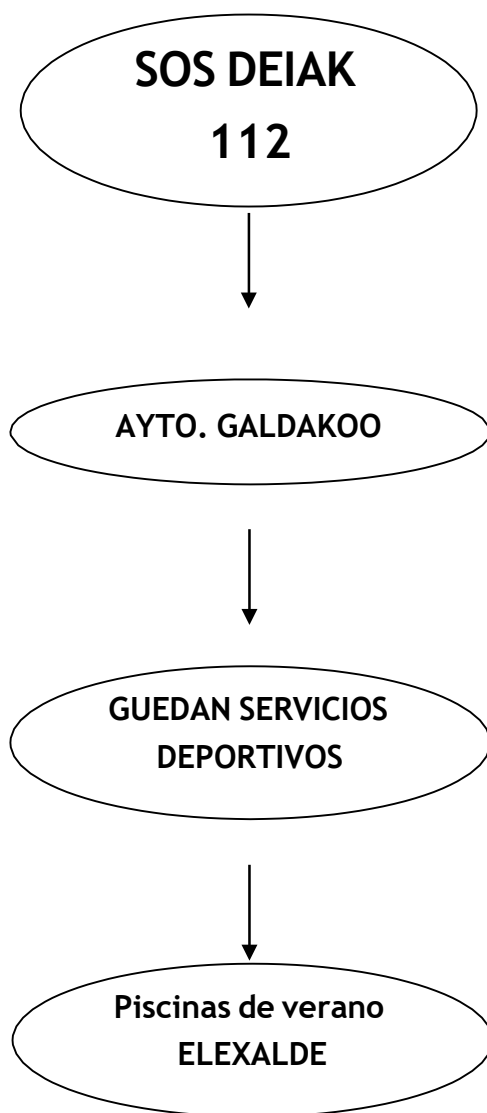 SOS DEIAK
112
AYTO. GALDAKOO
GUEDAN SERVICIOS
DEPORTIVOS
Piscinas de verano
ELEXALDE